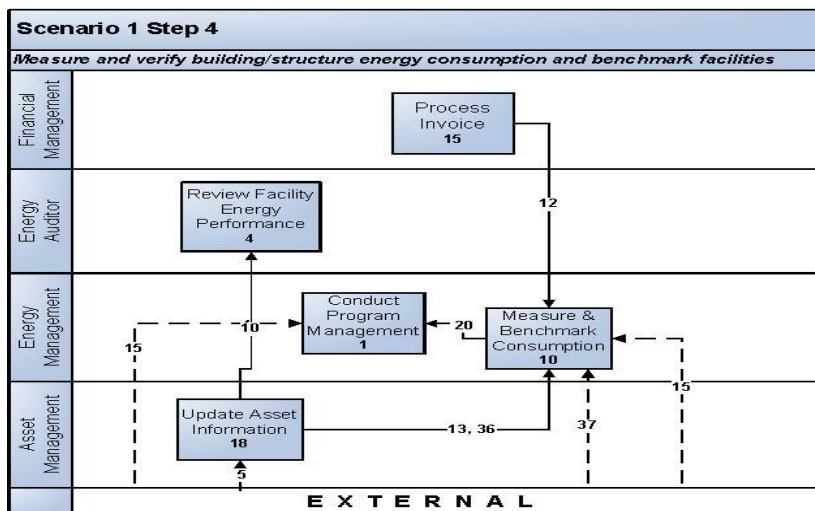 Scenario 1 Step 4
Measure and verify building/structure energy consumption and benchmark facilities
Financial
Management
Process
Invoice
15
12
Energy
Auditor
Review Facility
Energy
Performance
4
Energy
Management
Conduct
Program
Management
1
20
Measure &
Benchmark
Consumption
10
10
15
15
Asset
Management
Update Asset
Information
18
13, 36
37
5
EXTERNAL